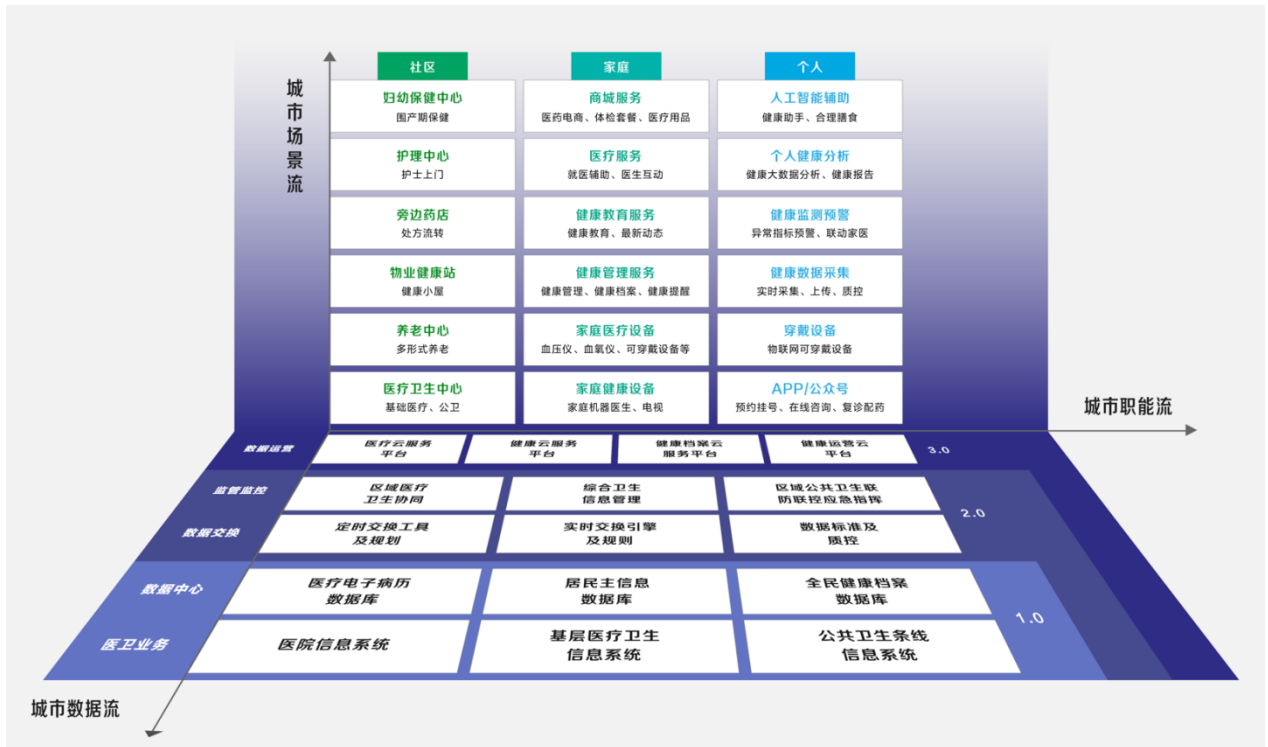 城市场景流
社区
家庭
个人
妇幼保健中心
围产期保健
商城服务
医药电商、体检套餐、医疗用品
人工智能辅助
健康助手、合理膳食
护理中心
护士上门
医疗服务
就医辅助、医生互动
个人健康分析
健康大数据分析、健康报告
旁边药店
处方流转
健康教育服务
健康教育、最新动态
健康监测预警
异常指标预警、联动家医
物业健康站
健康小屋
健康管理服务
健康管理、健康档案、健康提醒
健康数据采集
实时采集、上传、质控
养老中心
多形式养老
家庭医疗设备
血压仪、血氧仪、可穿戴设备等
穿戴设备
物联网可穿戴设备
医疗卫生中心
基础医疗、公卫
家庭健康设备
家庭机器医生、电视
APP/公众号
预约挂号、在线咨询、复诊配药
城市职能流
数据运营
医疗云服务
平台
健康云服务
平台
健康档案云
服务平台
健康运营云
平台
3.0
监管监控
区域医疗
卫生协同
综合卫生
信息管理
区域公共卫生联
防联控应急指挥
2.0
数据交换
定时交换工具
及规划
实时交换引擎
及规则
数据标准及
质控
数据中心
医疗电子病历
数据库
居民主信息
数据库
全民健康档案
数据库
1.0
医卫业务
医院信息系统
基层医疗卫生
信息系统
公共卫生条线
信息系统
城市数据流